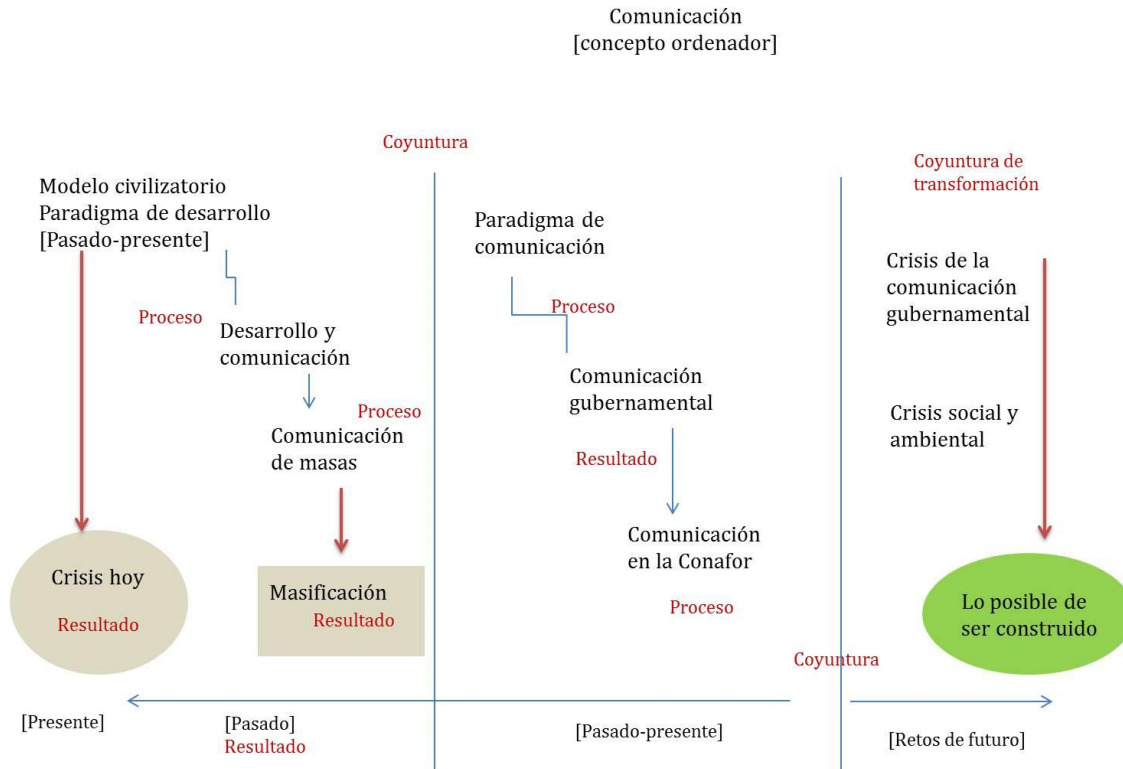 Comunicación
[concepto ordenador]
Coyuntura
Coyuntura de
transformación
Modelo civilizatorio
Paradigma de desarrollo
[Pasado-presente]
Proceso
Desarrollo y
comunicación
Proceso
Comunicación
de masas
Crisis hoy
Resultado
Masificación
Resultado
Paradigma de
comunicación
Proceso
Comunicación
gubernamental
Resultado
Comunicación
en la Conafor
Proceso
Coyuntura
Crisis de la
comunicación
gubernamental
Crisis social y
ambiental
Lo posible de
ser construido
[Presente]
[Pasado]
Resultado
[Pasado-presente]
[Retos de futuro]